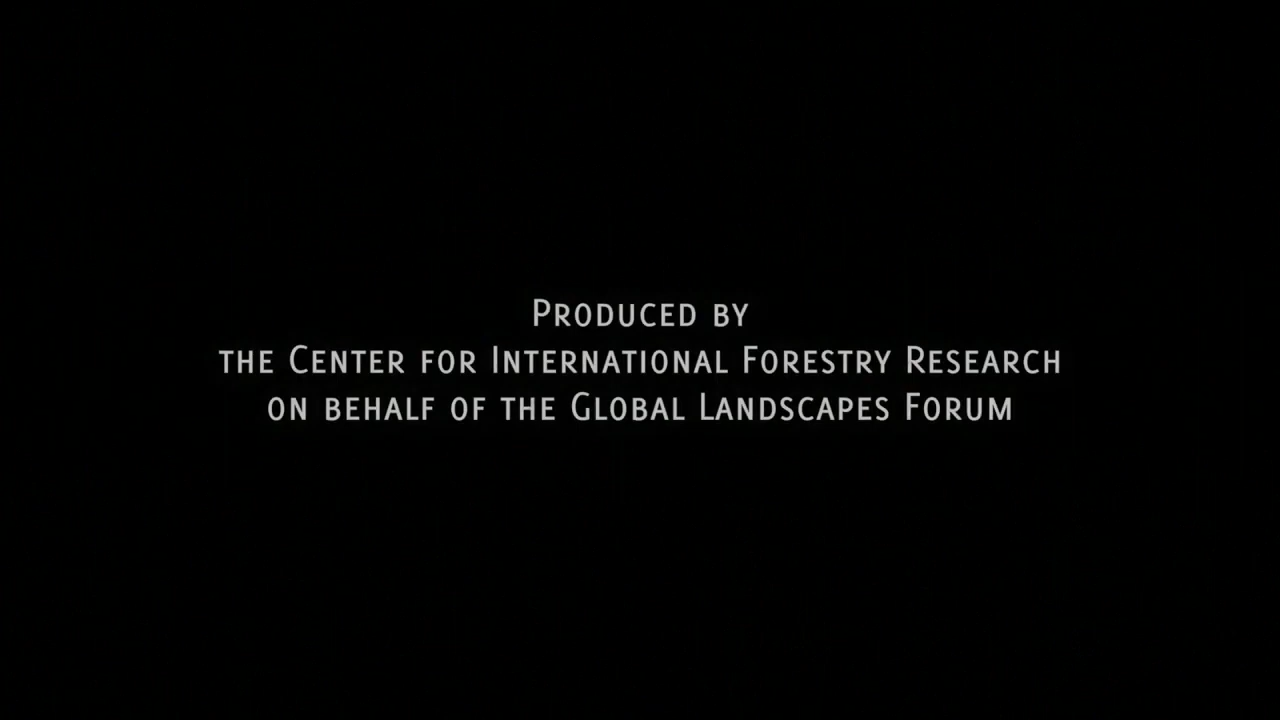 Produced by
the Center for International Forestry Research
on behalf of the Global Landscapes Forum